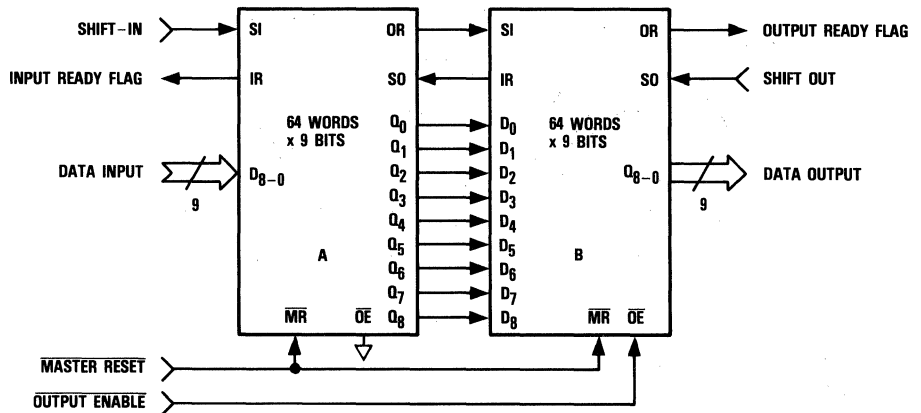 SHIFT-IN SI OR SI OR OUTPUT READY FLAG
INPUT READY FLAG IR SO IR SO SHIFT OUT
64 WORDS x 9 BITS
64 WORDS x 9 BITS
Q0 D0
Q1 D1
DATA INPUT 9 D8-0 Q2 D2 Q8-0 9 DATA OUTPUT
Q3 D3
Q4 D4
Q5 D5
A B
Q6 D6
Q7 D7
MR OE Q8 D8 MR OE
MASTER RESET
OUTPUT ENABLE